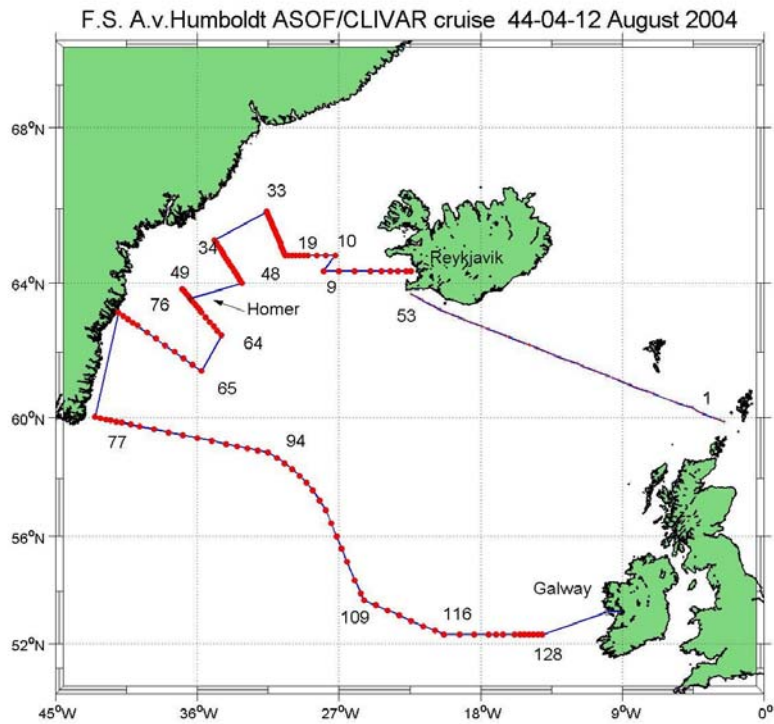 F.S. A.v.Humboldt ASOF/CLIVAR cruise 44-04-12 August 2004
68°N
33
34
19
10
Reykjavik
64°N
49
48
9
76
Homer
53
64
65
1
60°N
77
94
56°N
Galway
109
116
128
52°N
45°W
36°W
27°W
18°W
9°W
0°